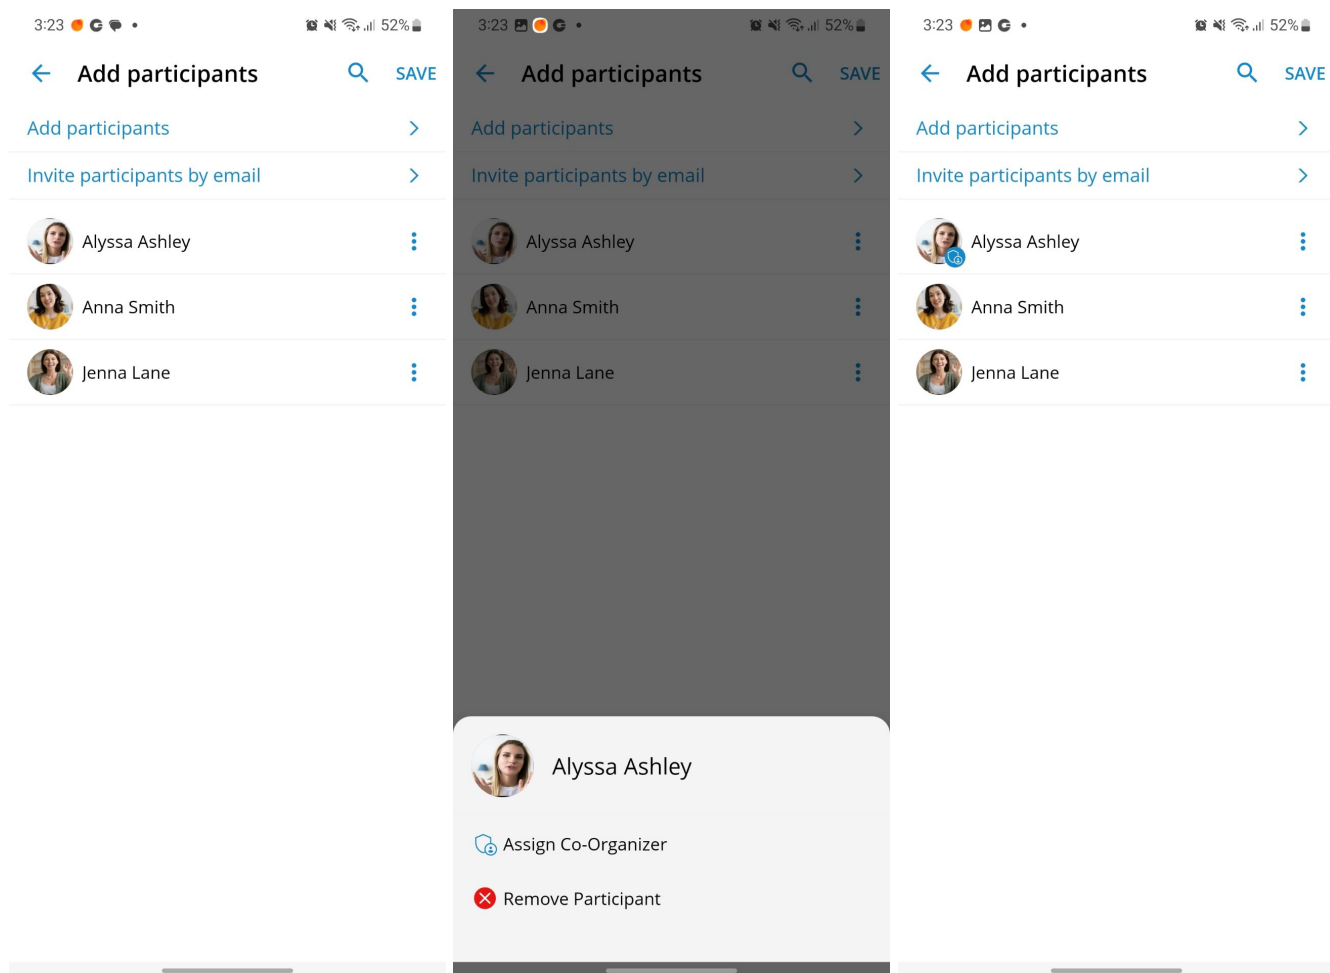 3:23 52%
Add participants SAVE
Add participants
Invite participants by email
Alyssa Ashley
Anna Smith
Jenna Lane
3:23 52%
Add participants SAVE
Add participants
Invite participants by email
Alyssa Ashley
Anna Smith
Jenna Lane
Alyssa Ashley
Assign Co-Organizer
Remove Participant
3:23 52%
Add participants SAVE
Add participants
Invite participants by email
Alyssa Ashley
Anna Smith
Jenna Lane